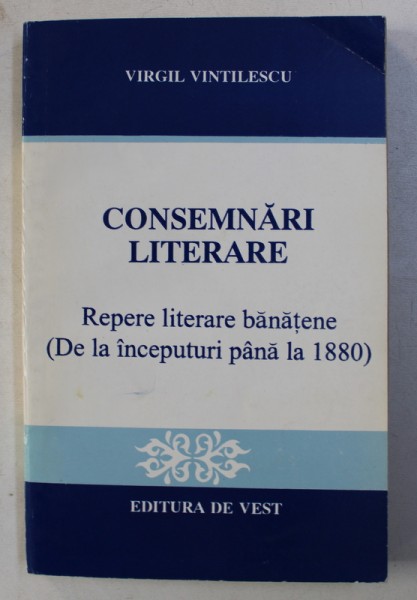 VIRGIL VINTILESCU
CONSEMNĂRI
LITERARE
Repere literare bănățene
(De la începuturi până la 1880)
EDITURA DE VEST